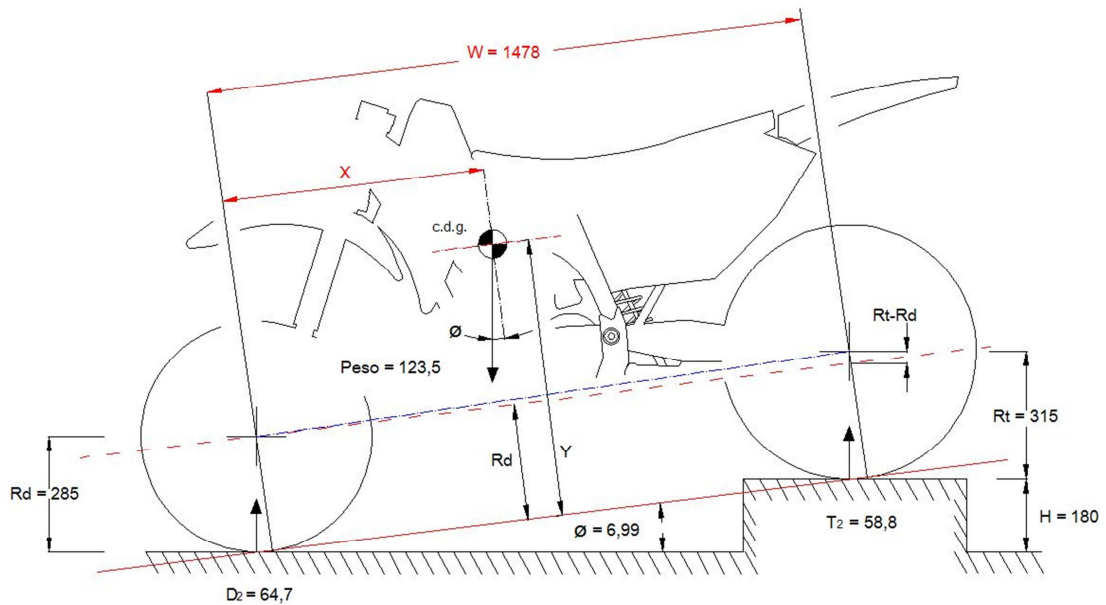 W = 1478
X
c.d.g.
Ø
Peso = 123,5
Rt-Rd
Rt = 315
Rd = 285
Rd
Y
Ø = 6,99
T2 = 58,8
H = 180
D2 = 64,7